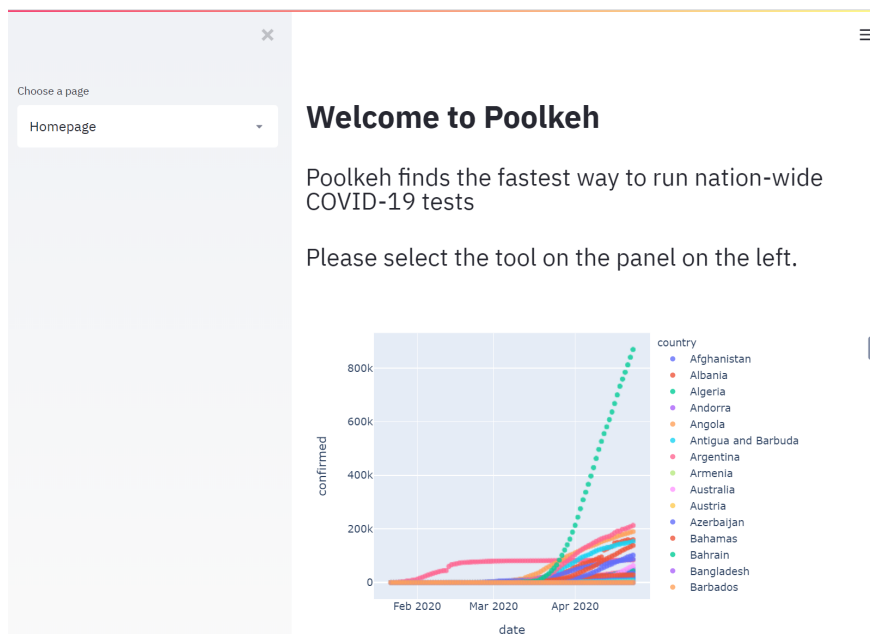 Choose a page
Homepage
Welcome to Poolkeh
Poolkeh finds the fastest way to run nation-wide
COVID-19 tests
Please select the tool on the panel on the left.
country
Afghanistan
Albania
Algeria
Andorra
Angola
Antigua and Barbuda
Argentina
Armenia
Australia
Austria
Azerbaijan
Bahamas
Bahrain
Bangladesh
Barbados
800k
600k
400k
200k
0
confirmed
Feb 2020
Mar 2020
Apr 2020
date